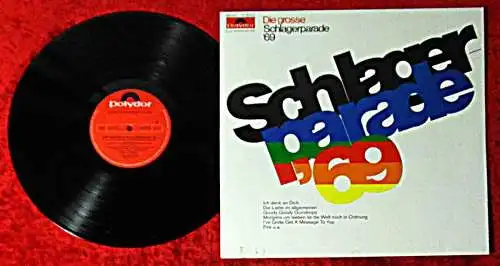 polydor
Polydor
Die grosse
Schlagerparade
'69
Schlager
parade
'69
Ich denk an Dich
Die Liebe im allgemeinen
Goody Goody Gumdrops
Morgens um sieben ist die Welt noch in Ordnung
I've Gotta Get A Message To You
Fire u.a.